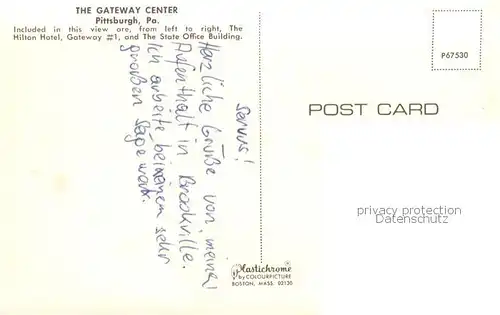 THE GATEWAY CENTER
Pittsburgh, Pa.
Included in this view are, from left to right, The
Hilton Hotel, Gateway #1, and The State Office Building.
P67530
POST CARD
Servus!
Herzliche Grüße von meinem
Aufenthalt in Brookville.
Ich arbeite bei einem sehr
großen Sägewerk.
privacy protection
Datenschutz
Plastichrome ®
by COLOURPICTURE
BOSTON, MASS. 02130